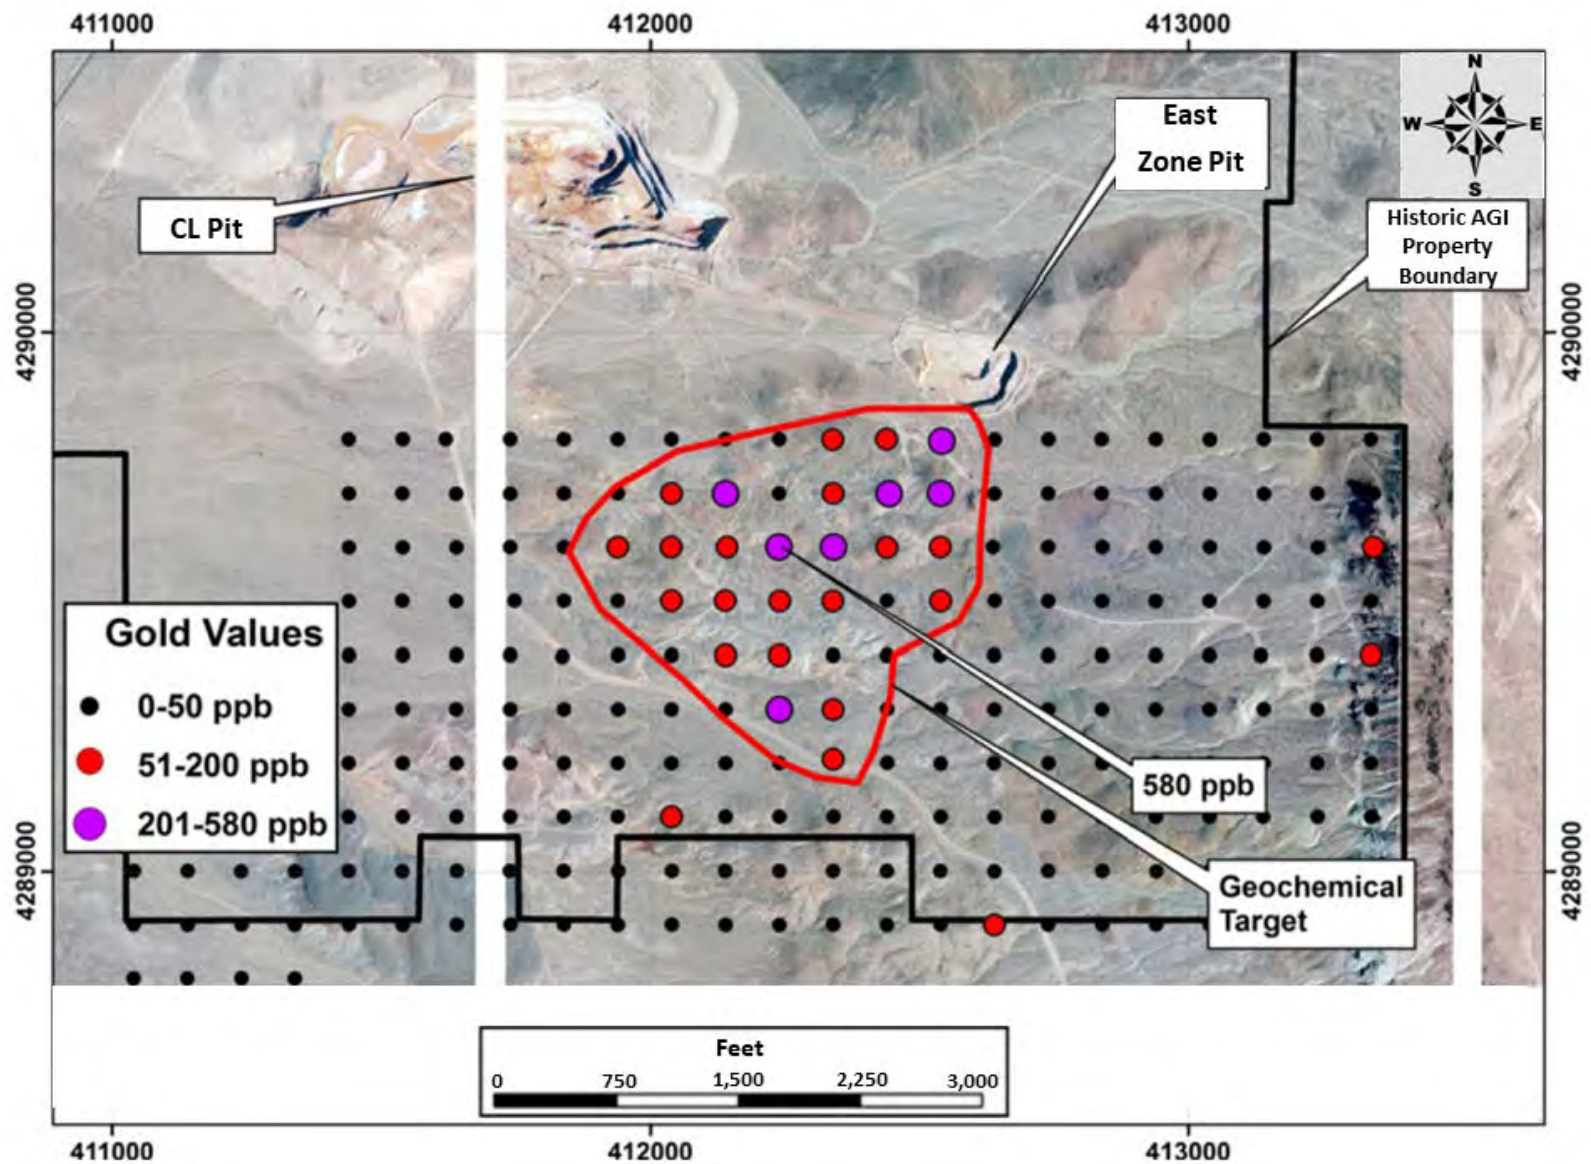 411000
412000
413000
N
W
E
S
East
Zone Pit
CL Pit
Historic AGI
Property
Boundary
4290000
4290000
Gold Values
0-50 ppb
51-200 ppb
201-580 ppb
580 ppb
4289000
4289000
Geochemical
Target
Feet
0
750
1,500
2,250
3,000
411000
412000
413000